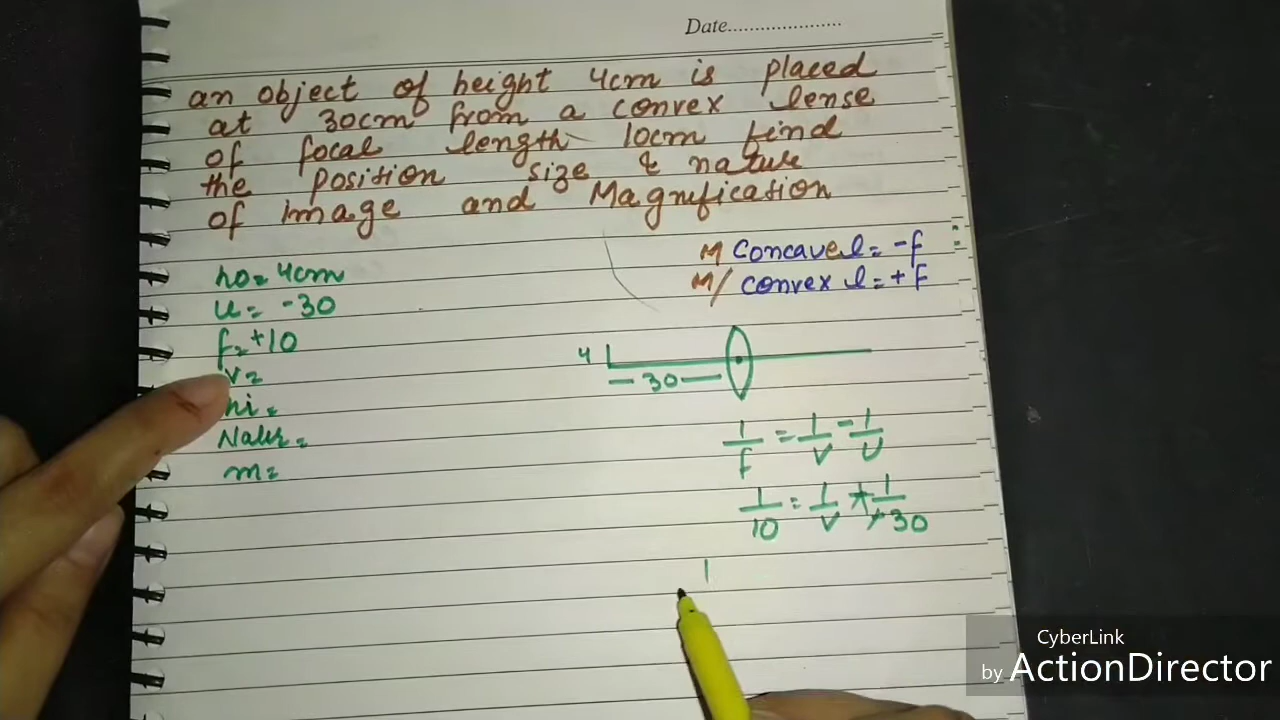 Date.....................
an object of height 4cm is placed
at 30cm from a convex lense
of focal length 10cm find
the position size & nature
of image and Magnification
M Concave l = -f
M/ convex l = + f
ho = 4cm
u = -30
f = +10
v =
hi =
m =
4
— 30 —
1/f = 1/v - 1/u
1/10 = 1/v + 1/30
1
CyberLink
by ActionDirector